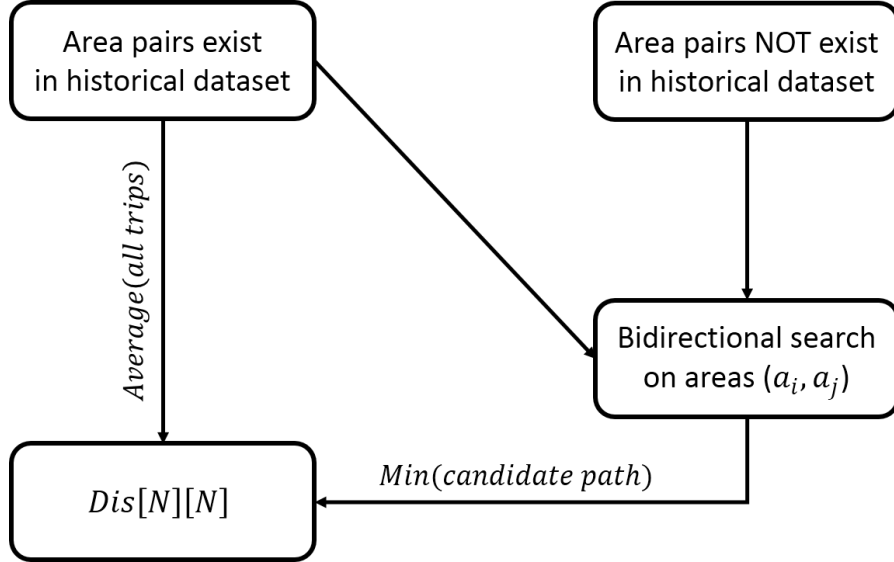 Area pairs exist
in historical dataset
Area pairs NOT exist
in historical dataset
Average(all trips)
Bidirectional search
on areas (a_i, a_j)
Min(candidate path)
Dis[N][N]